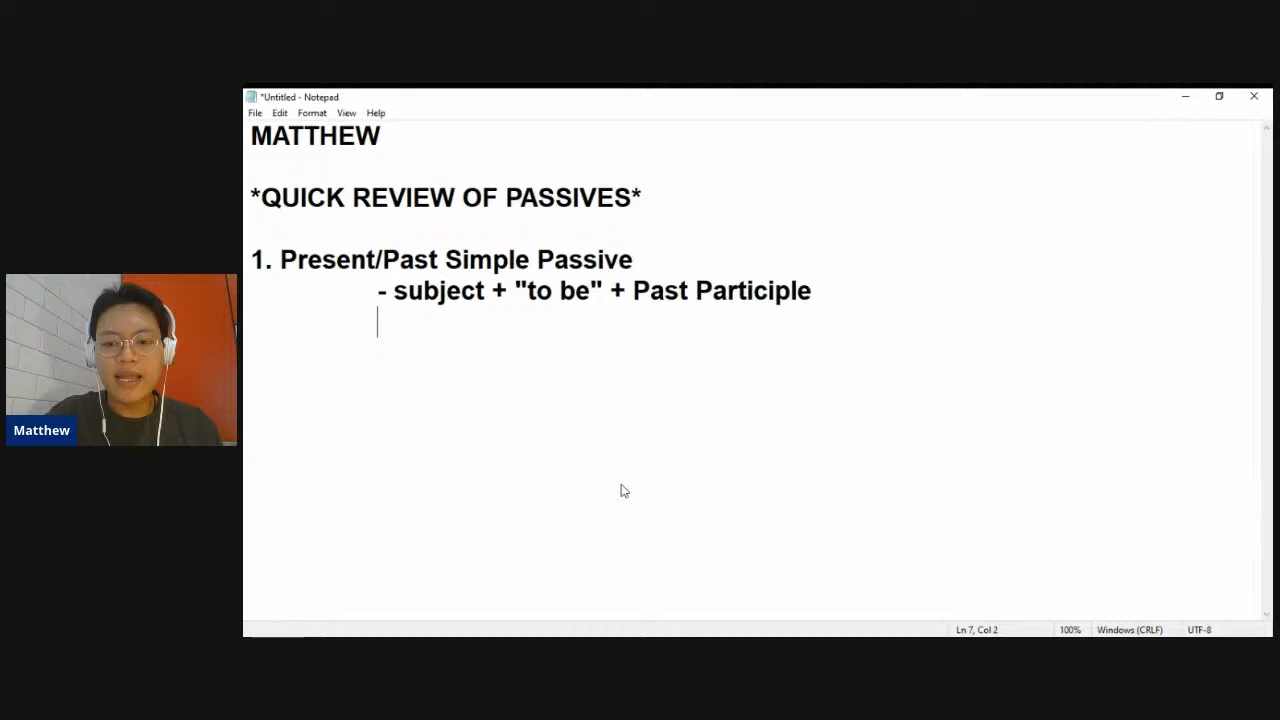 *Untitled - Notepad
File Edit Format View Help
MATTHEW
*QUICK REVIEW OF PASSIVES*
1. Present/Past Simple Passive
- subject + "to be" + Past Participle
Matthew
Ln 7, Col 2 100% Windows (CRLF) UTF-8